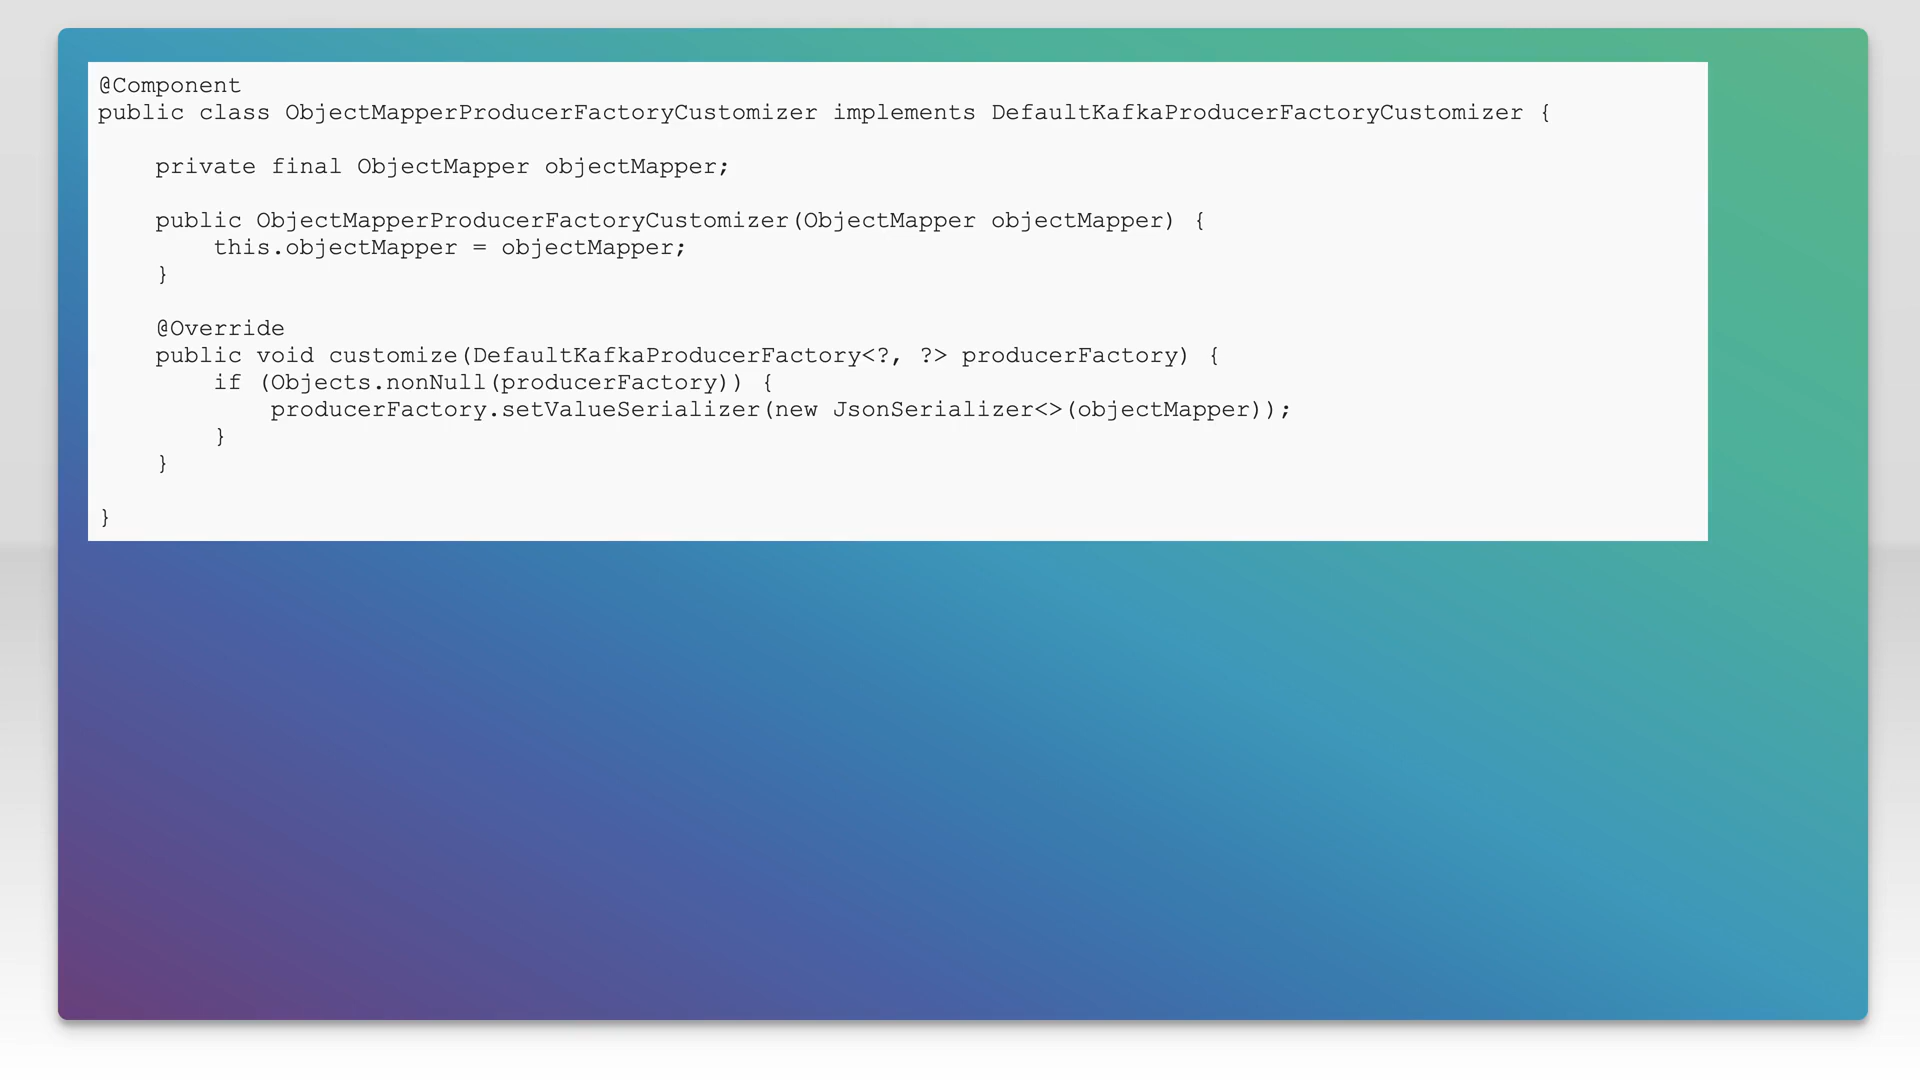 @Component
public class ObjectMapperProducerFactoryCustomizer implements DefaultKafkaProducerFactoryCustomizer {
private final ObjectMapper objectMapper;
public ObjectMapperProducerFactoryCustomizer(ObjectMapper objectMapper) {
this.objectMapper = objectMapper;
}
@Override
public void customize(DefaultKafkaProducerFactory<?, ?> producerFactory) {
if (Objects.nonNull(producerFactory)) {
producerFactory.setValueSerializer(new JsonSerializer<>(objectMapper));
}
}
}